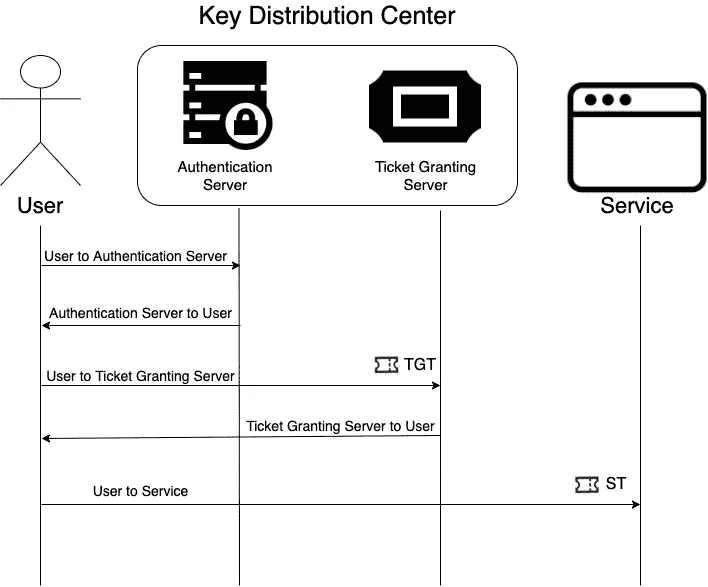 Key Distribution Center
Authentication
Server
Ticket Granting
Server
User
Service
User to Authentication Server
Authentication Server to User
TGT
User to Ticket Granting Server
Ticket Granting Server to User
ST
User to Service